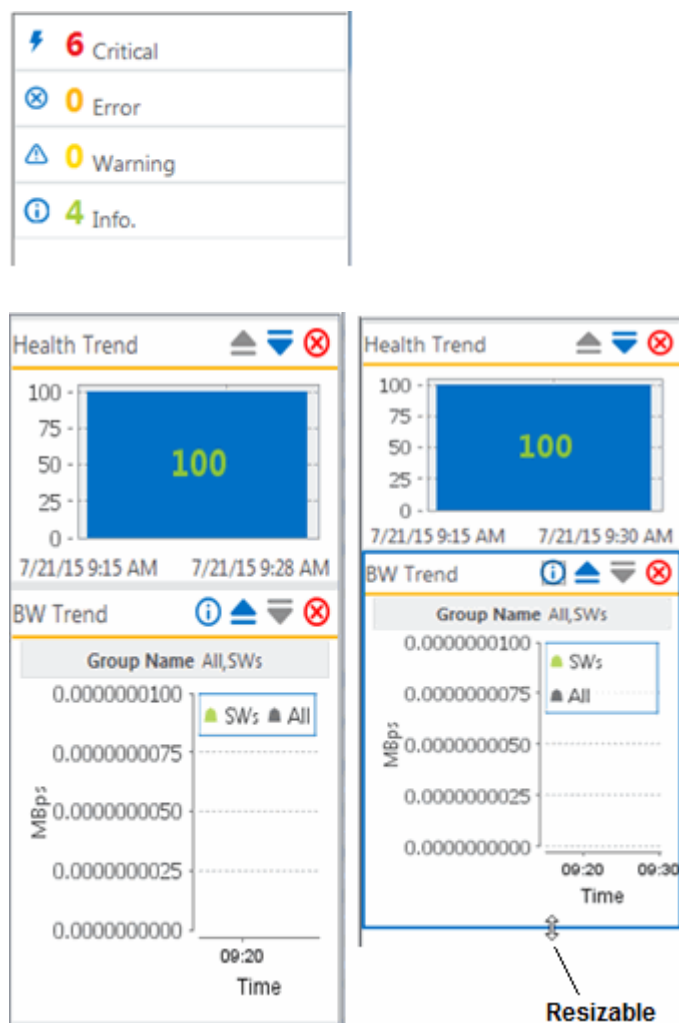 6 Critical
0 Error
0 Warning
4 Info.
Health Trend
100
75
50
25
0
100
7/21/15 9:15 AM 7/21/15 9:28 AM
BW Trend
Group Name All,SWs
0.0000000100
0.0000000075
0.0000000050
0.0000000025
0.0000000000
MBps
SWs All
09:20
Time
Health Trend
100
75
50
25
0
100
7/21/15 9:15 AM 7/21/15 9:30 AM
BW Trend
Group Name All,SWs
0.0000000100
0.0000000075
0.0000000050
0.0000000025
0.0000000000
MBps
SWs
All
09:20 09:30
Time
Resizable